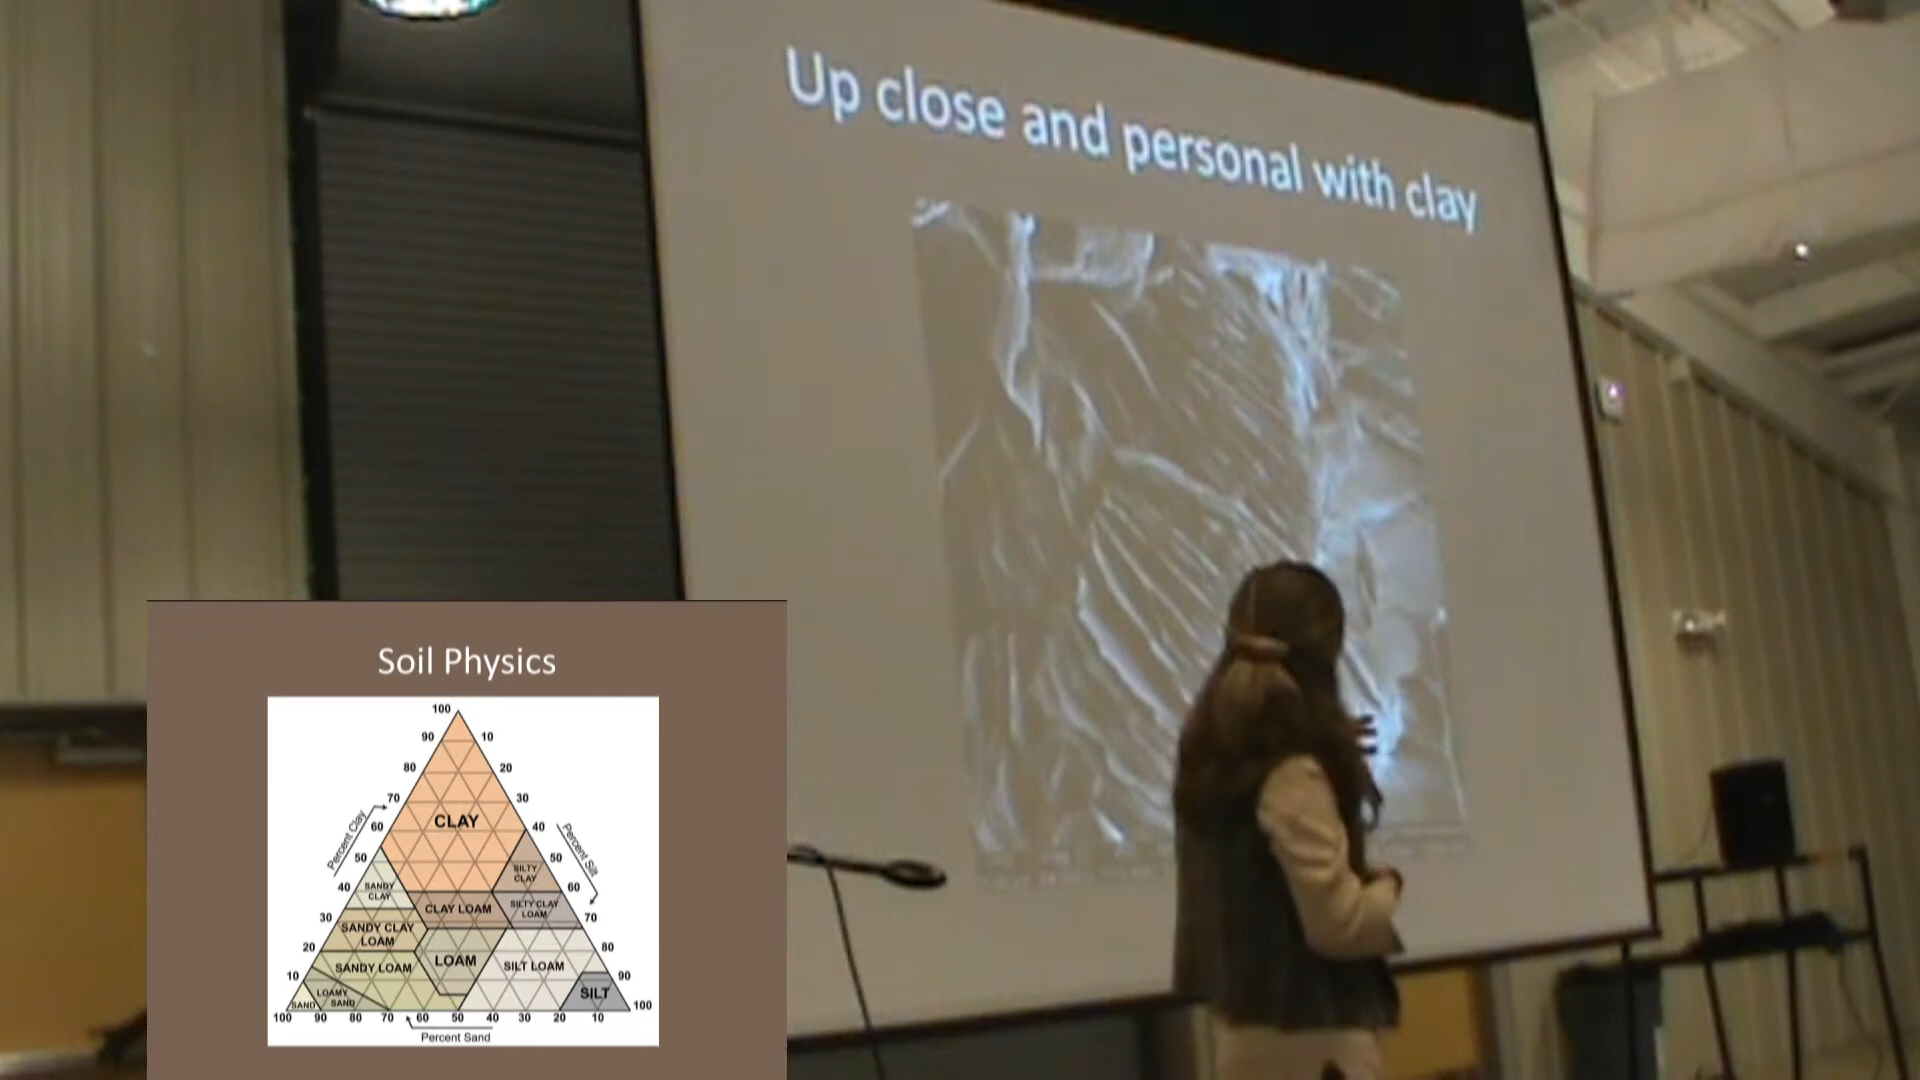 Up close and personal with clay
Soil Physics
100
90
10
80
20
70
30
Percent Clay
60
CLAY
40
Percent Silt
50
50
SILTY
CLAY
40
SANDY
CLAY
60
30
CLAY LOAM
SILTY CLAY
LOAM
70
SANDY CLAY
LOAM
20
80
LOAM
SANDY LOAM
SILT LOAM
10
90
LOAMY
SAND
SILT
SAND
100
100
90
80
70
60
50
40
30
20
10
Percent Sand